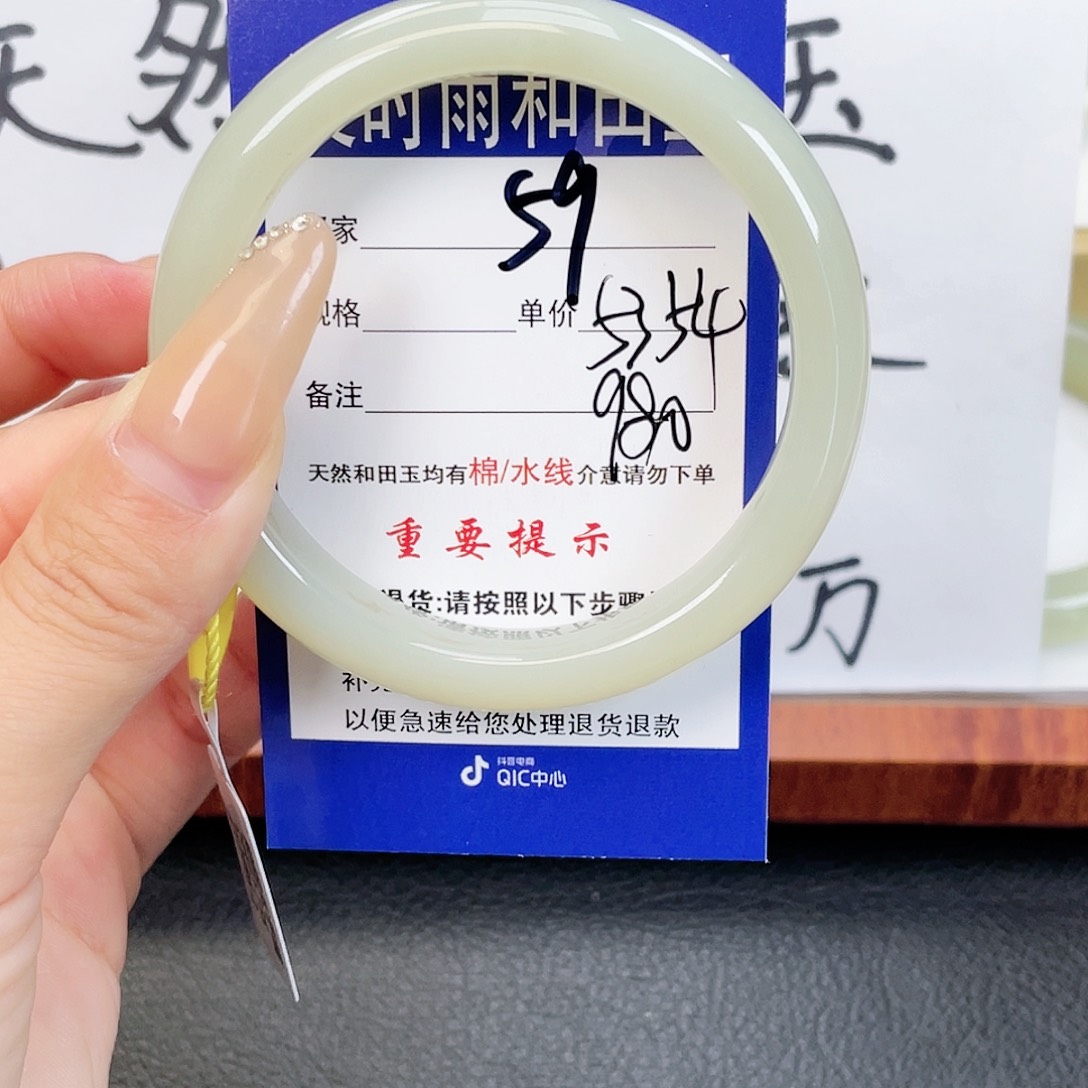 然
玉
时雨和田
59
家
规格 单价 53 54
备注 980
天然和田玉均有棉/水线介意请勿下单
重要提示
退货:请按照以下步骤
以便急速给您处理退货退款
抖音电商
QIC中心
万